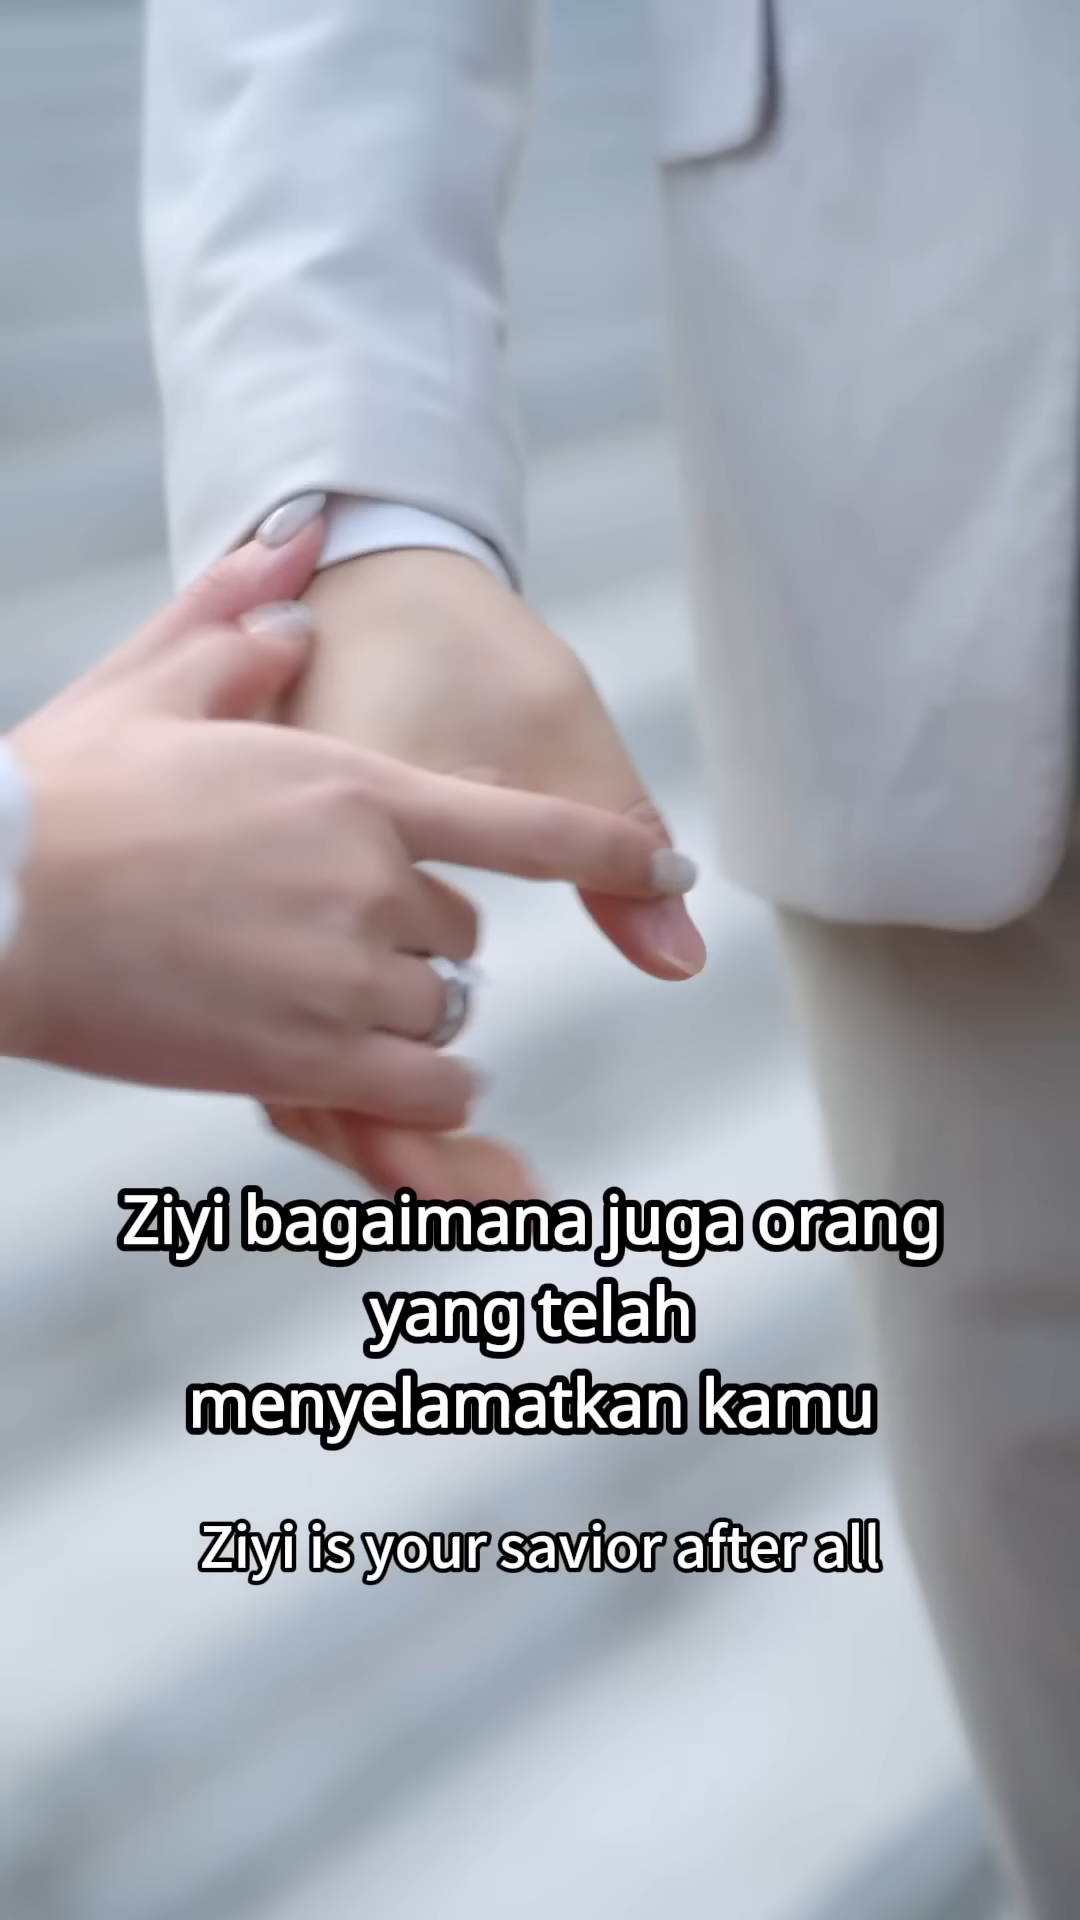 Ziyi bagaimana juga orang
yang telah
menyelamatkan kamu
Ziyi is your savior after all